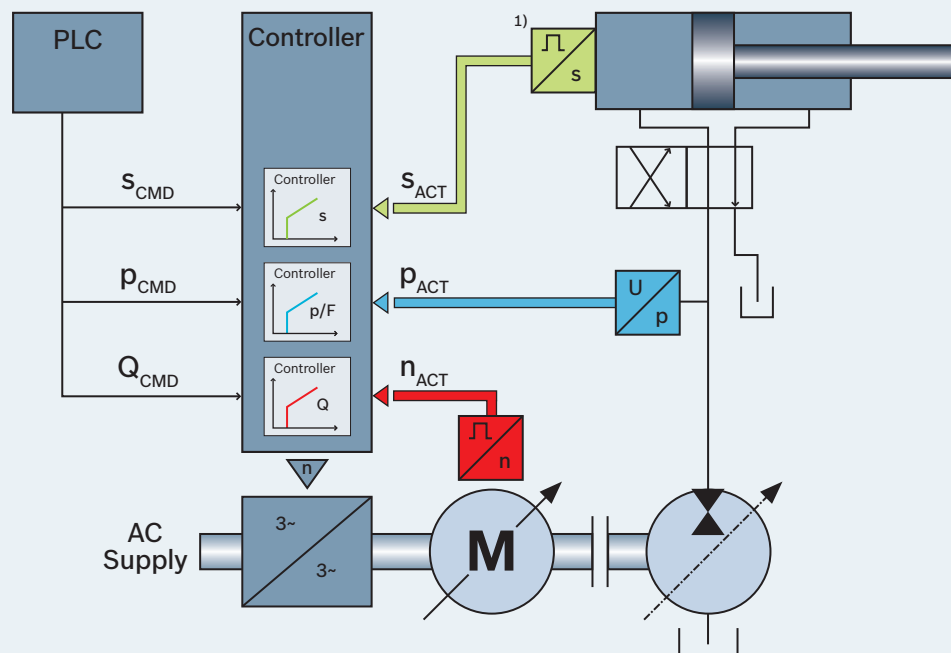 PLC
Controller
1)
s
Controller
s
sCMD
sACT
Controller
p/F
pCMD
pACT
U
p
Controller
Q
QCMD
nACT
n
n
AC
Supply
3~
3~
M